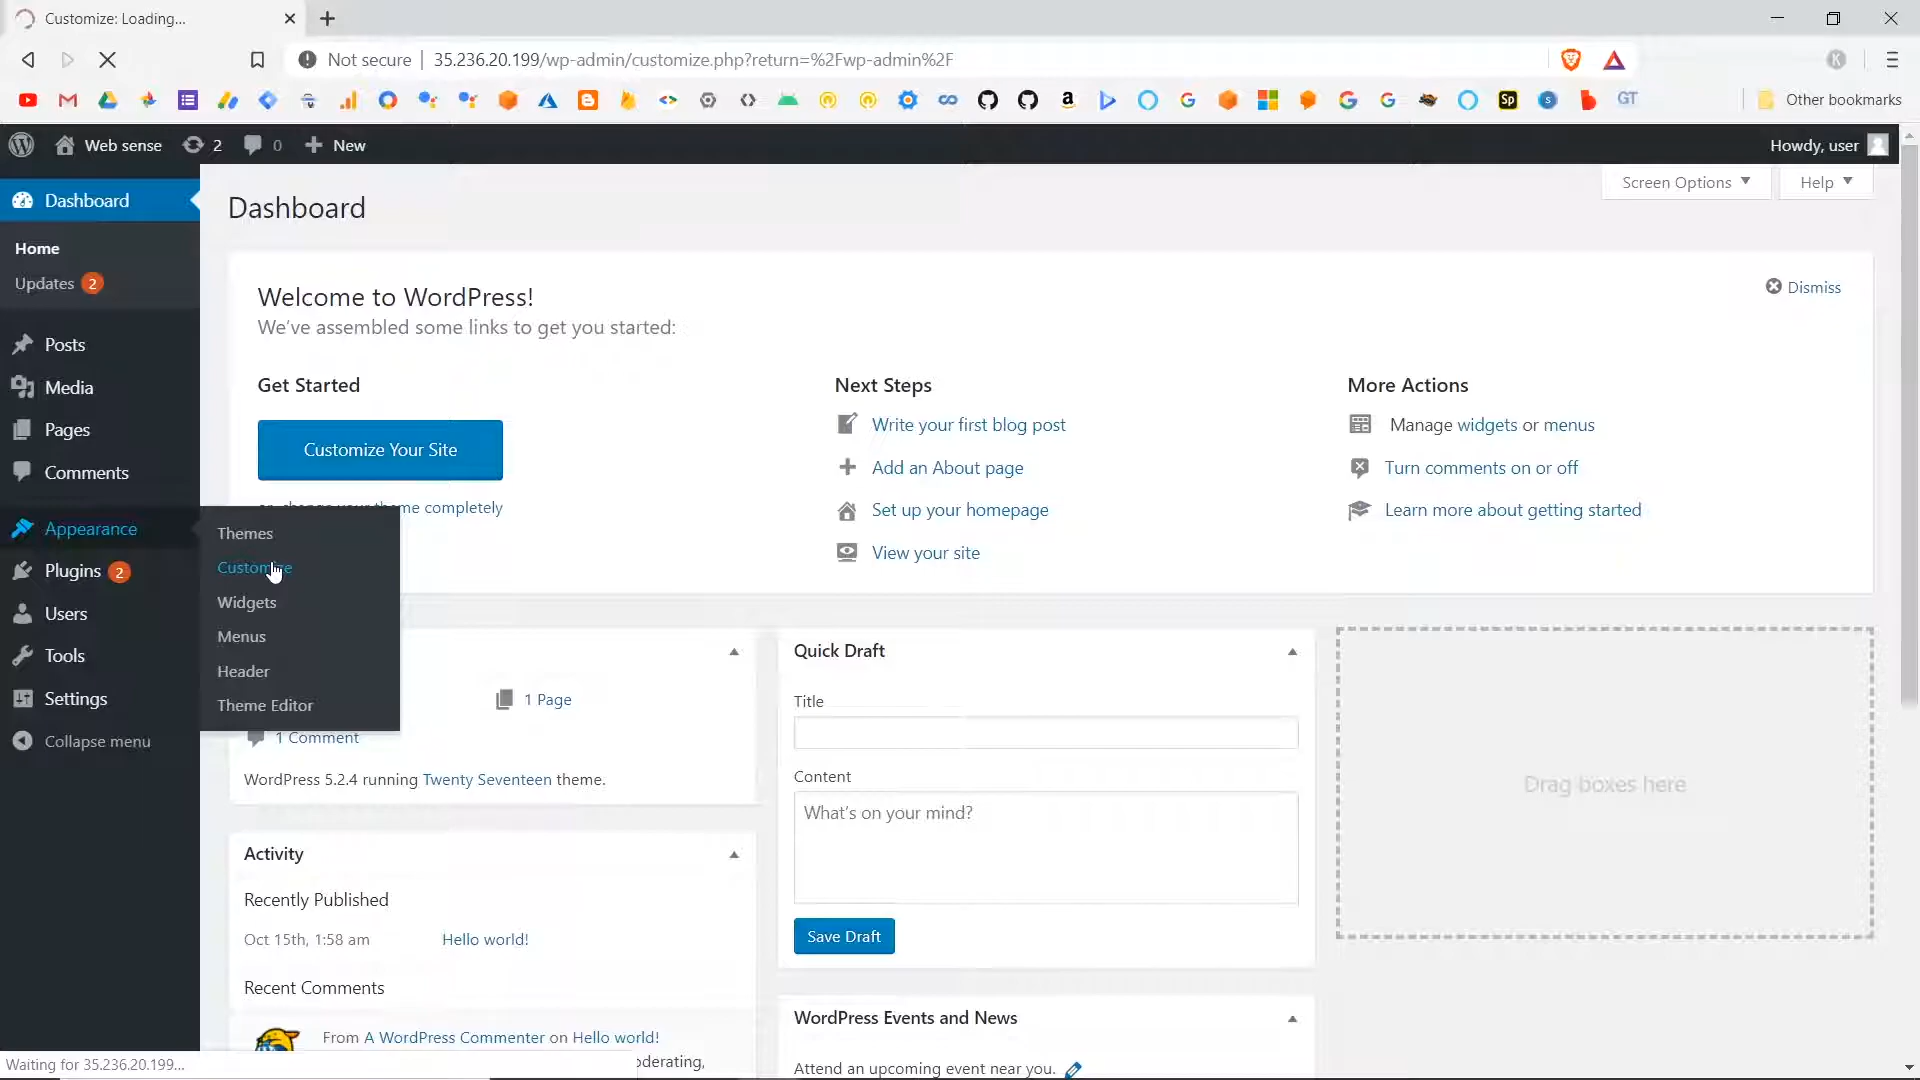 Customize: Loading...
Not secure 35.236.20.199/wp-admin/customize.php?return=%2Fwp-admin%2F
K
Sp
S
GT
Other bookmarks
Web sense 2 0 New
Howdy, user
Screen Options Help
Dashboard
Home
Updates 2
Posts
Media
Pages
Comments
Appearance
Plugins 2
Users
Tools
Settings
Collapse menu
Themes
Customize
Widgets
Menus
Header
Theme Editor
Dashboard
Welcome to WordPress!
Dismiss
We've assembled some links to get you started:
Get Started
Customize Your Site
theme completely
Next Steps
Write your first blog post
Add an About page
Set up your homepage
View your site
More Actions
Manage widgets or menus
Turn comments on or off
Learn more about getting started
1 Page
1 Comment
WordPress 5.2.4 running Twenty Seventeen theme.
Activity
Recently Published
Oct 15th, 1:58 am Hello world!
Recent Comments
From A WordPress Commenter on Hello world!
oderating,
Quick Draft
Title
Content
What's on your mind?
Save Draft
WordPress Events and News
Attend an upcoming event near you.
Drag boxes here
Waiting for 35.236.20.199...